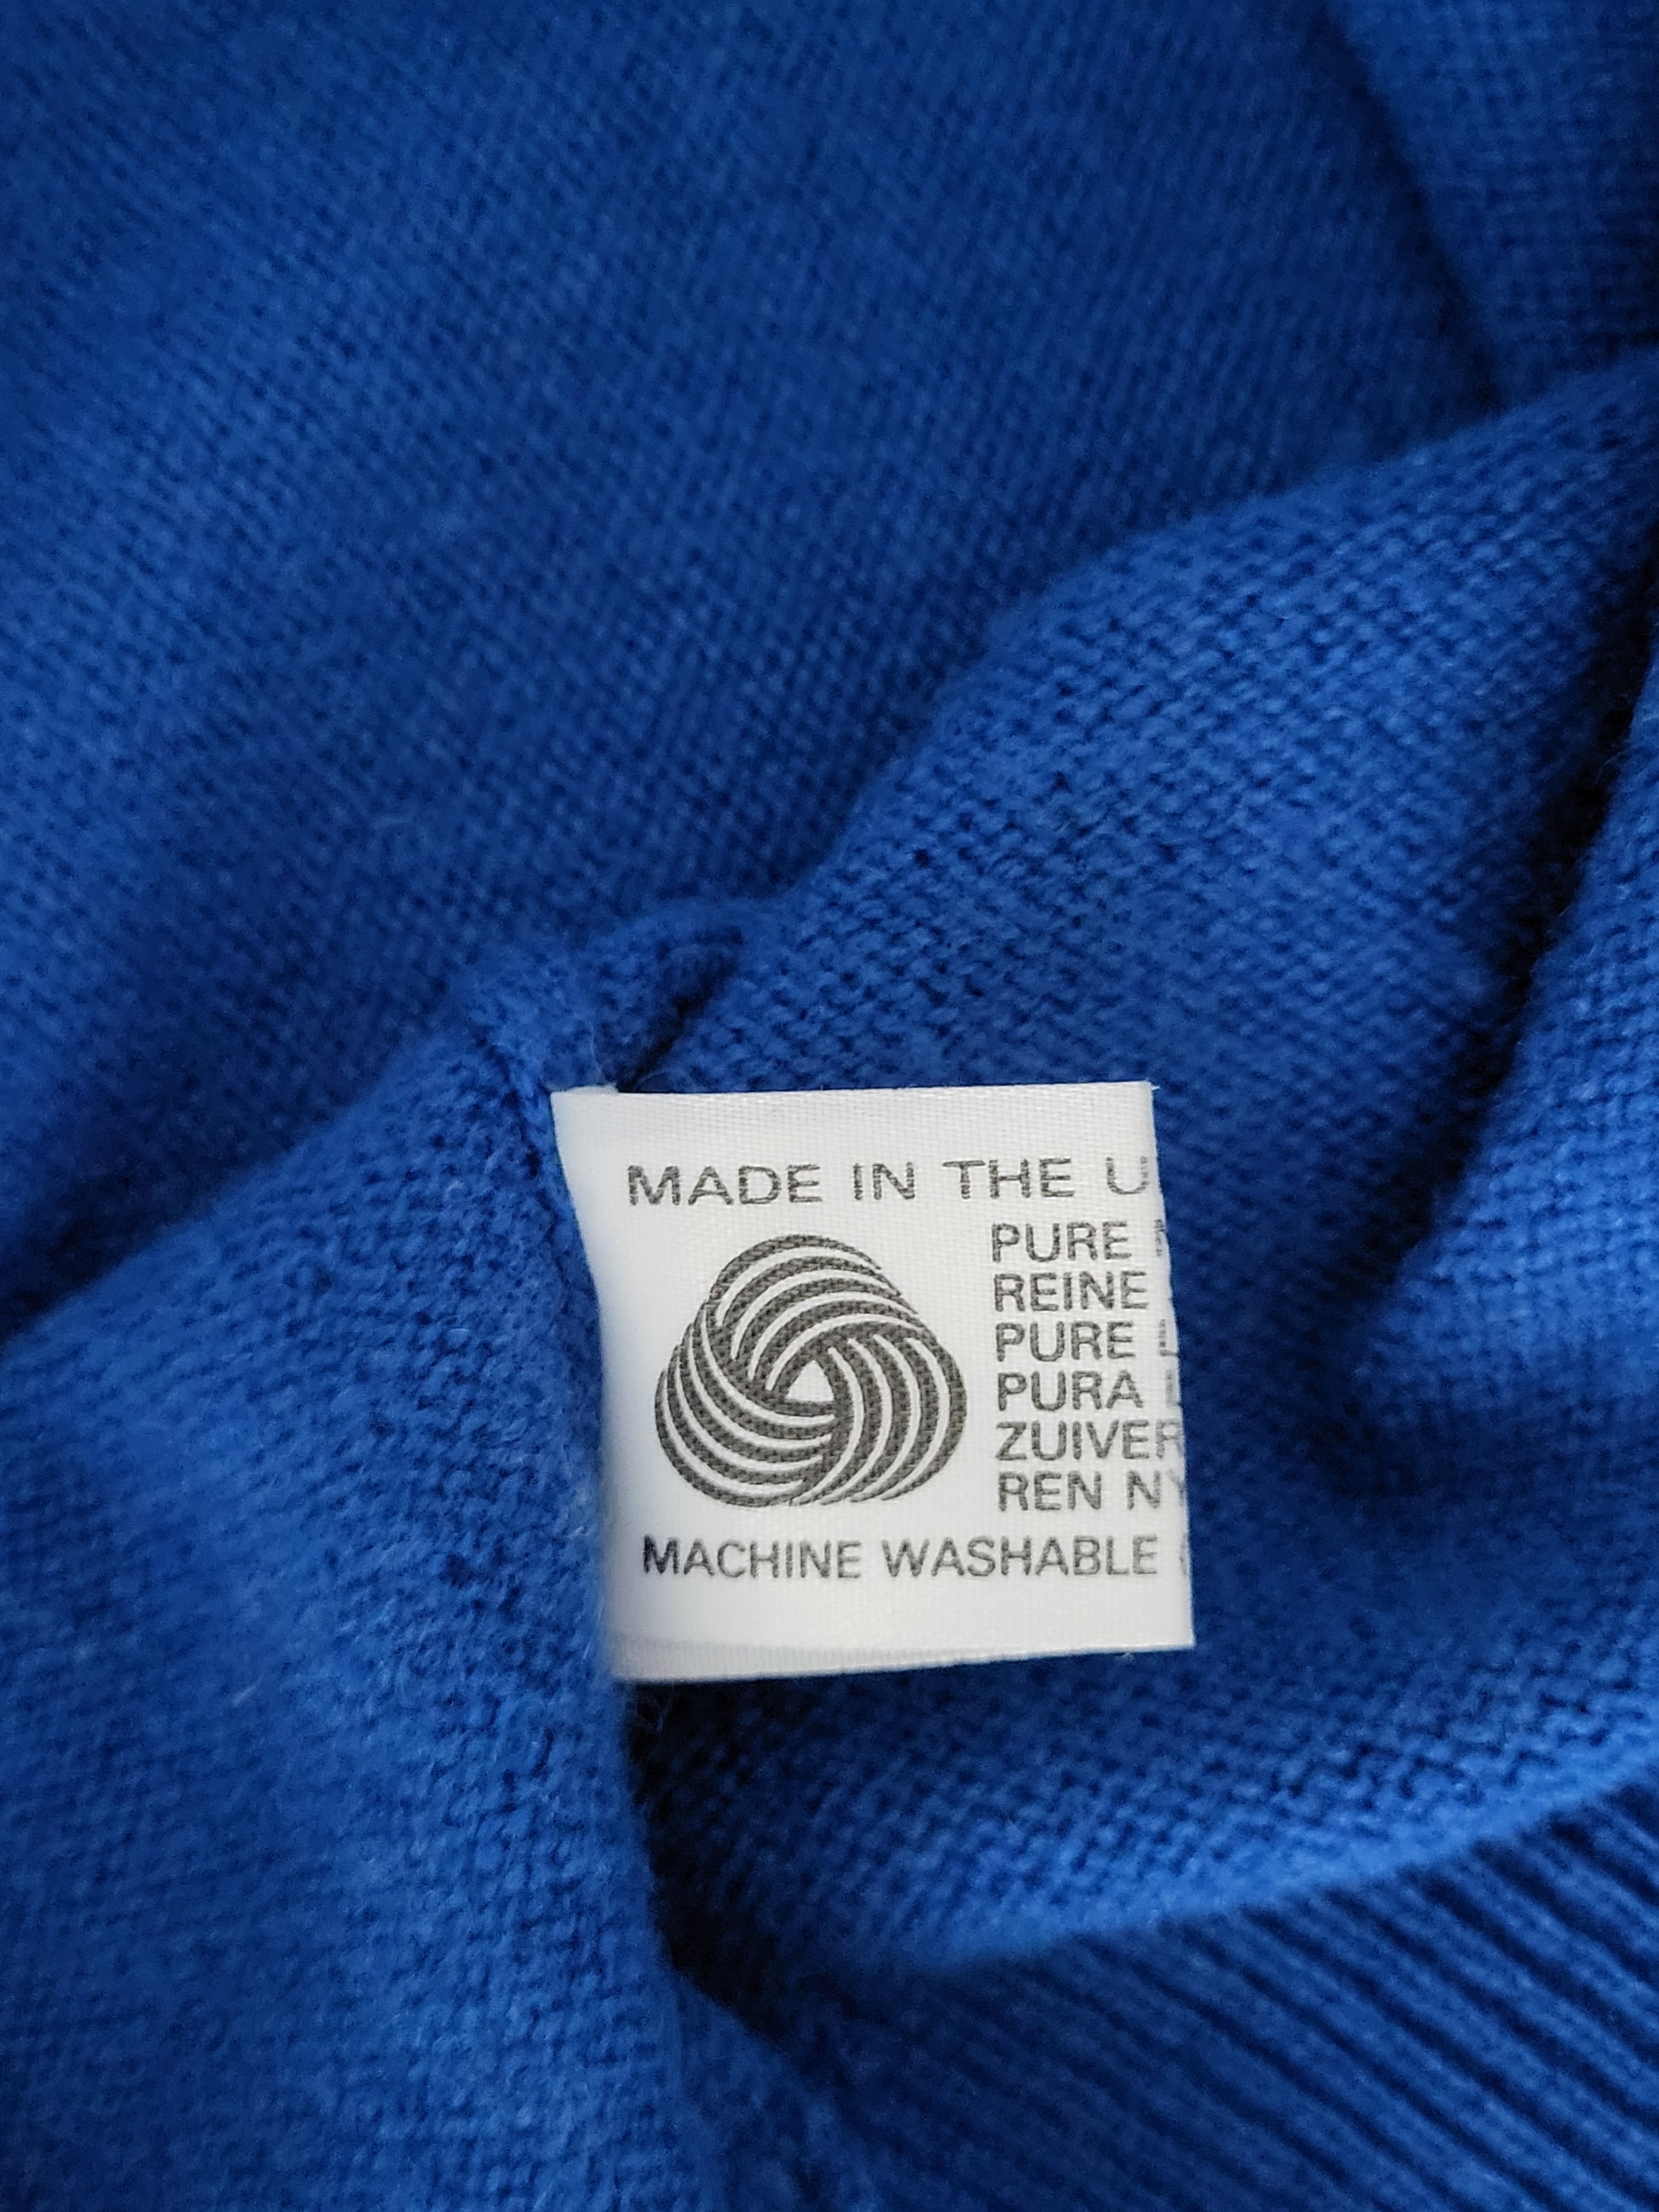 MADE IN THE U
PURE
REINE
PURE
PURA
ZUIVER
REN NY
MACHINE WASHABLE